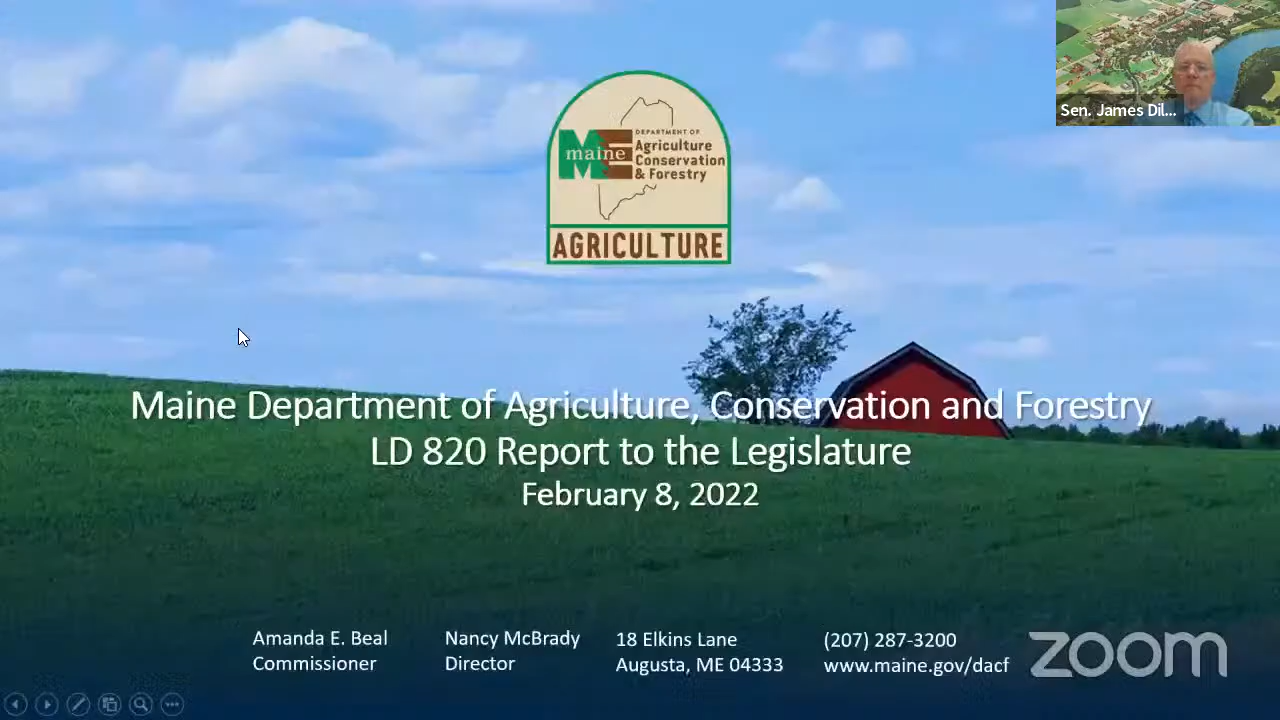 Sen. James Dil...
DEPARTMENT OF
maine
Agriculture
Conservation
& Forestry
AGRICULTURE
Maine Department of Agriculture, Conservation and Forestry
LD 820 Report to the Legislature
February 8, 2022
Amanda E. Beal
Commissioner
Nancy McBrady
Director
18 Elkins Lane
Augusta, ME 04333
(207) 287-3200
www.maine.gov/dacf
zoom